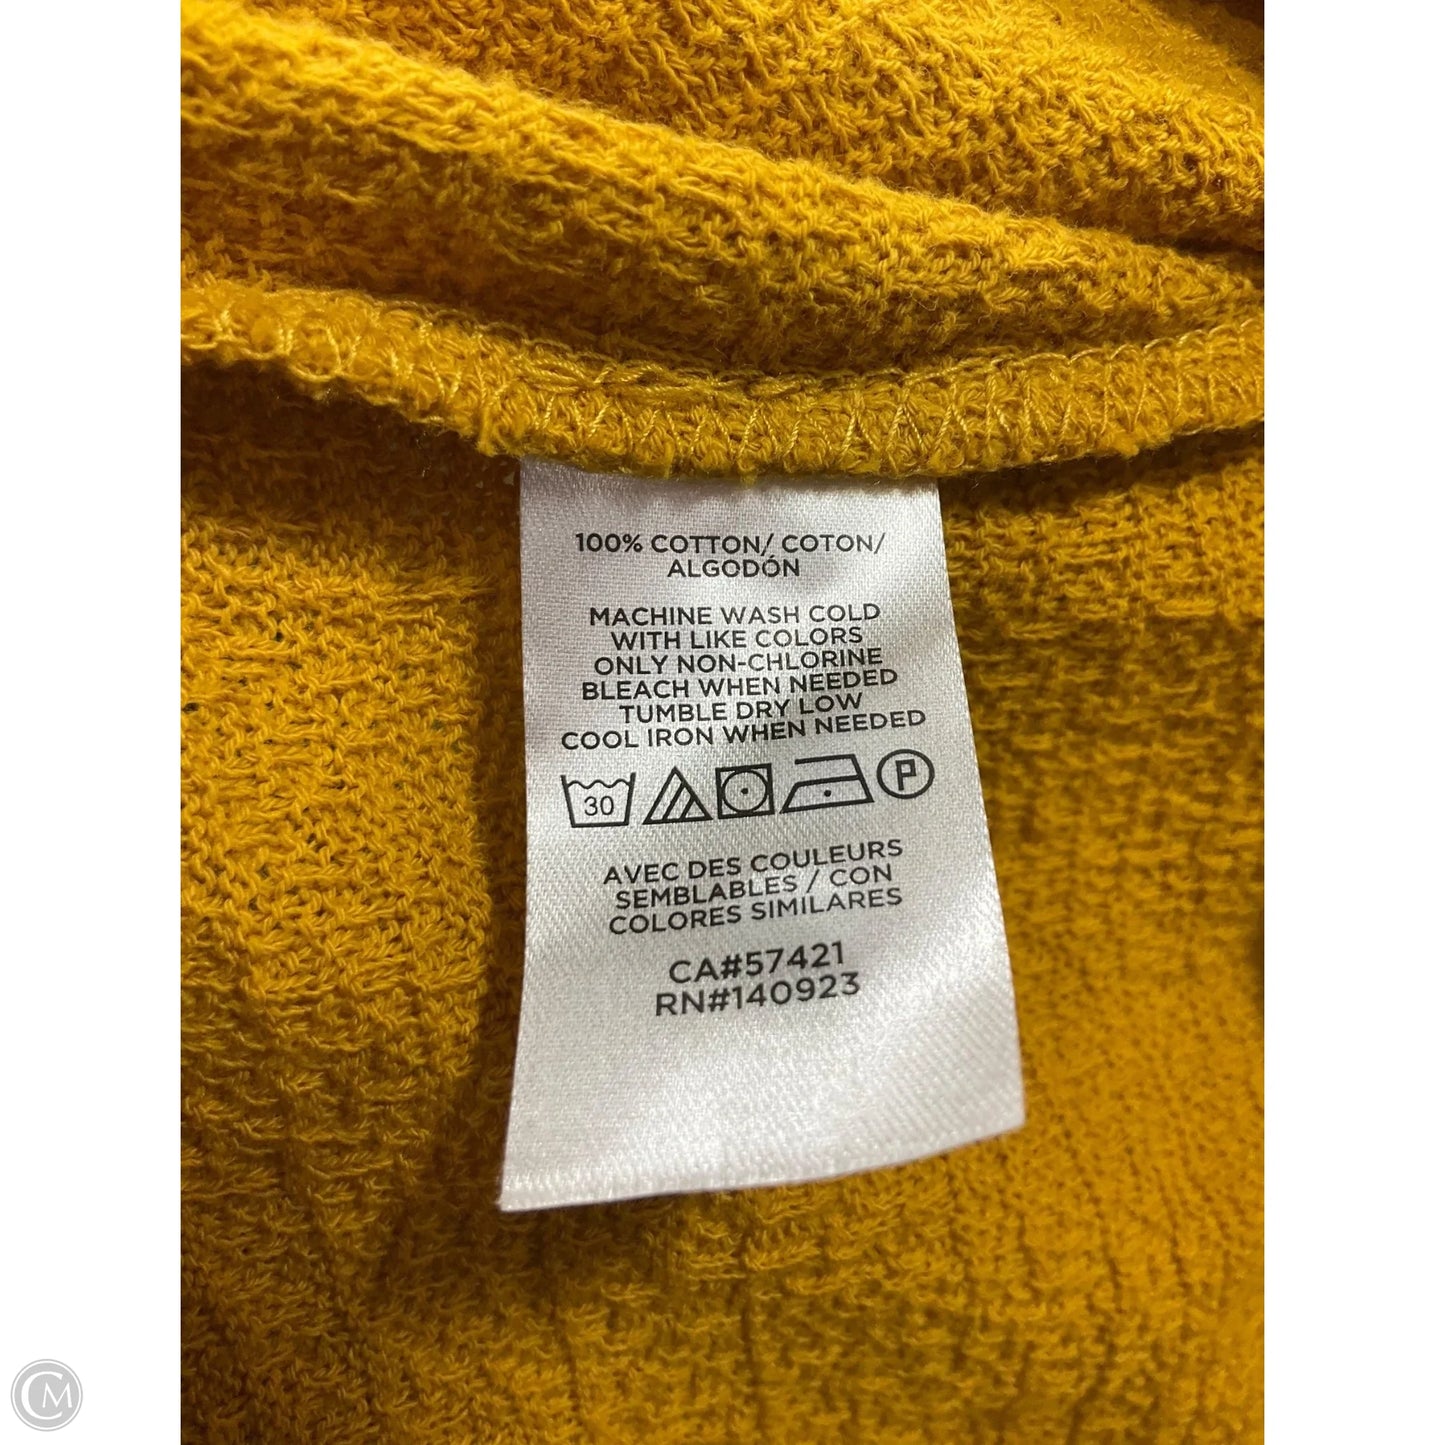 100% COTTON/ COTON/
ALGODÓN
MACHINE WASH COLD
WITH LIKE COLORS
ONLY NON-CHLORINE
BLEACH WHEN NEEDED
TUMBLE DRY LOW
COOL IRON WHEN NEEDED
30 P
AVEC DES COULEURS
SEMBLABLES / CON
COLORES SIMILARES
CA#57421
RN#140923
CM